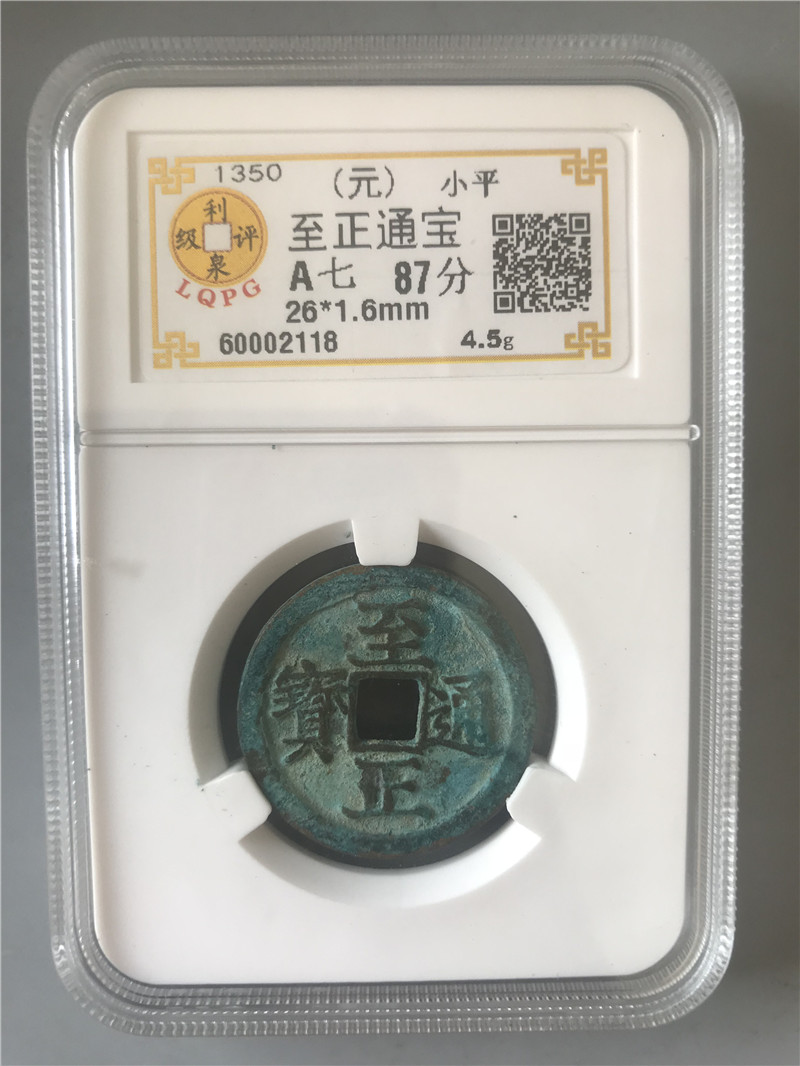 1350 (元) 小平
利泉评级
LQPG
至正通宝
A七 87分
26*1.6mm
60002118 4.5g
至正通寳